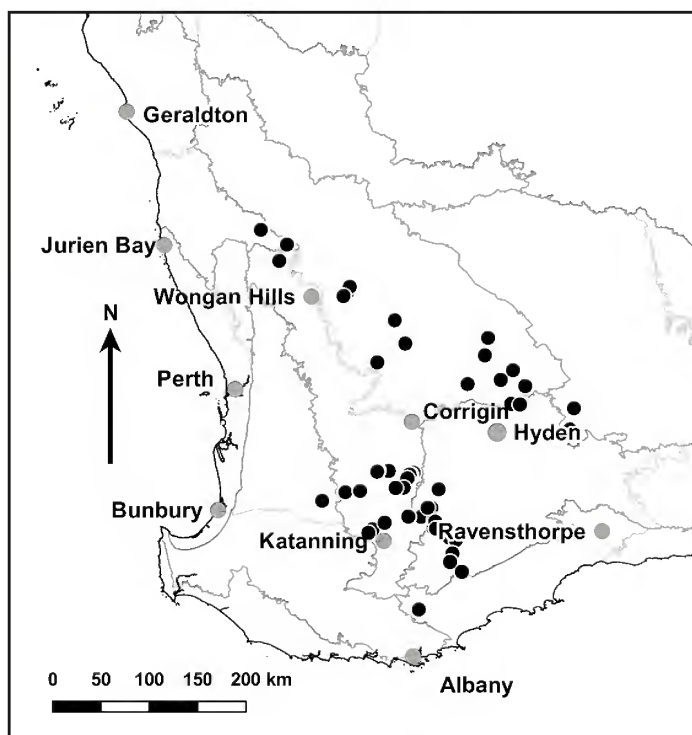 Geraldton
Jurien Bay
Wongan Hills
N
Perth
Corrigin
Hyden
Bunbury
Ravensthorpe
Katanning
0 50 100 150 200 km
Albany